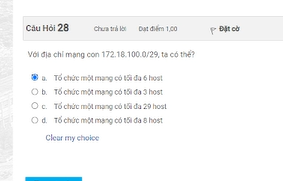 Câu Hỏi 28
Chưa trả lời
Đạt điểm 1,00
Đặt cờ
Với địa chỉ mạng con 172.18.100.0/29, ta có thể?
a. Tổ chức một mạng có tối đa 6 host
b. Tổ chức một mạng có tối đa 3 host
c. Tổ chức một mạng có tối đa 29 host
d. Tổ chức một mạng có tối đa 8 host
Clear my choice